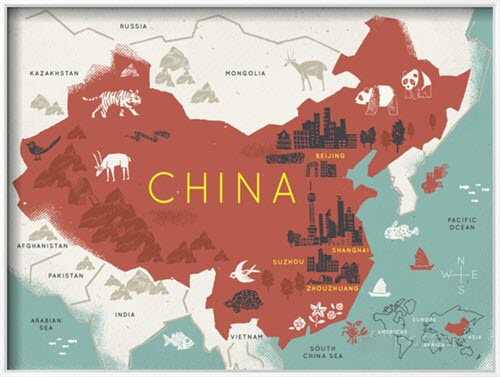 RUSSIA
KAZAKHSTAN
MONGOLIA
BEIJING
CHINA
PACIFIC
OCEAN
AFGHANISTAN
SHANGHAI
SUZHOU
PAKISTAN
ZHOUZHUANG
N
W E
S
ARABIAN
SEA
INDIA
VIETNAM
SOUTH
CHINA SEA
EUROPE
AMERICAS
ASIA
AFRICA